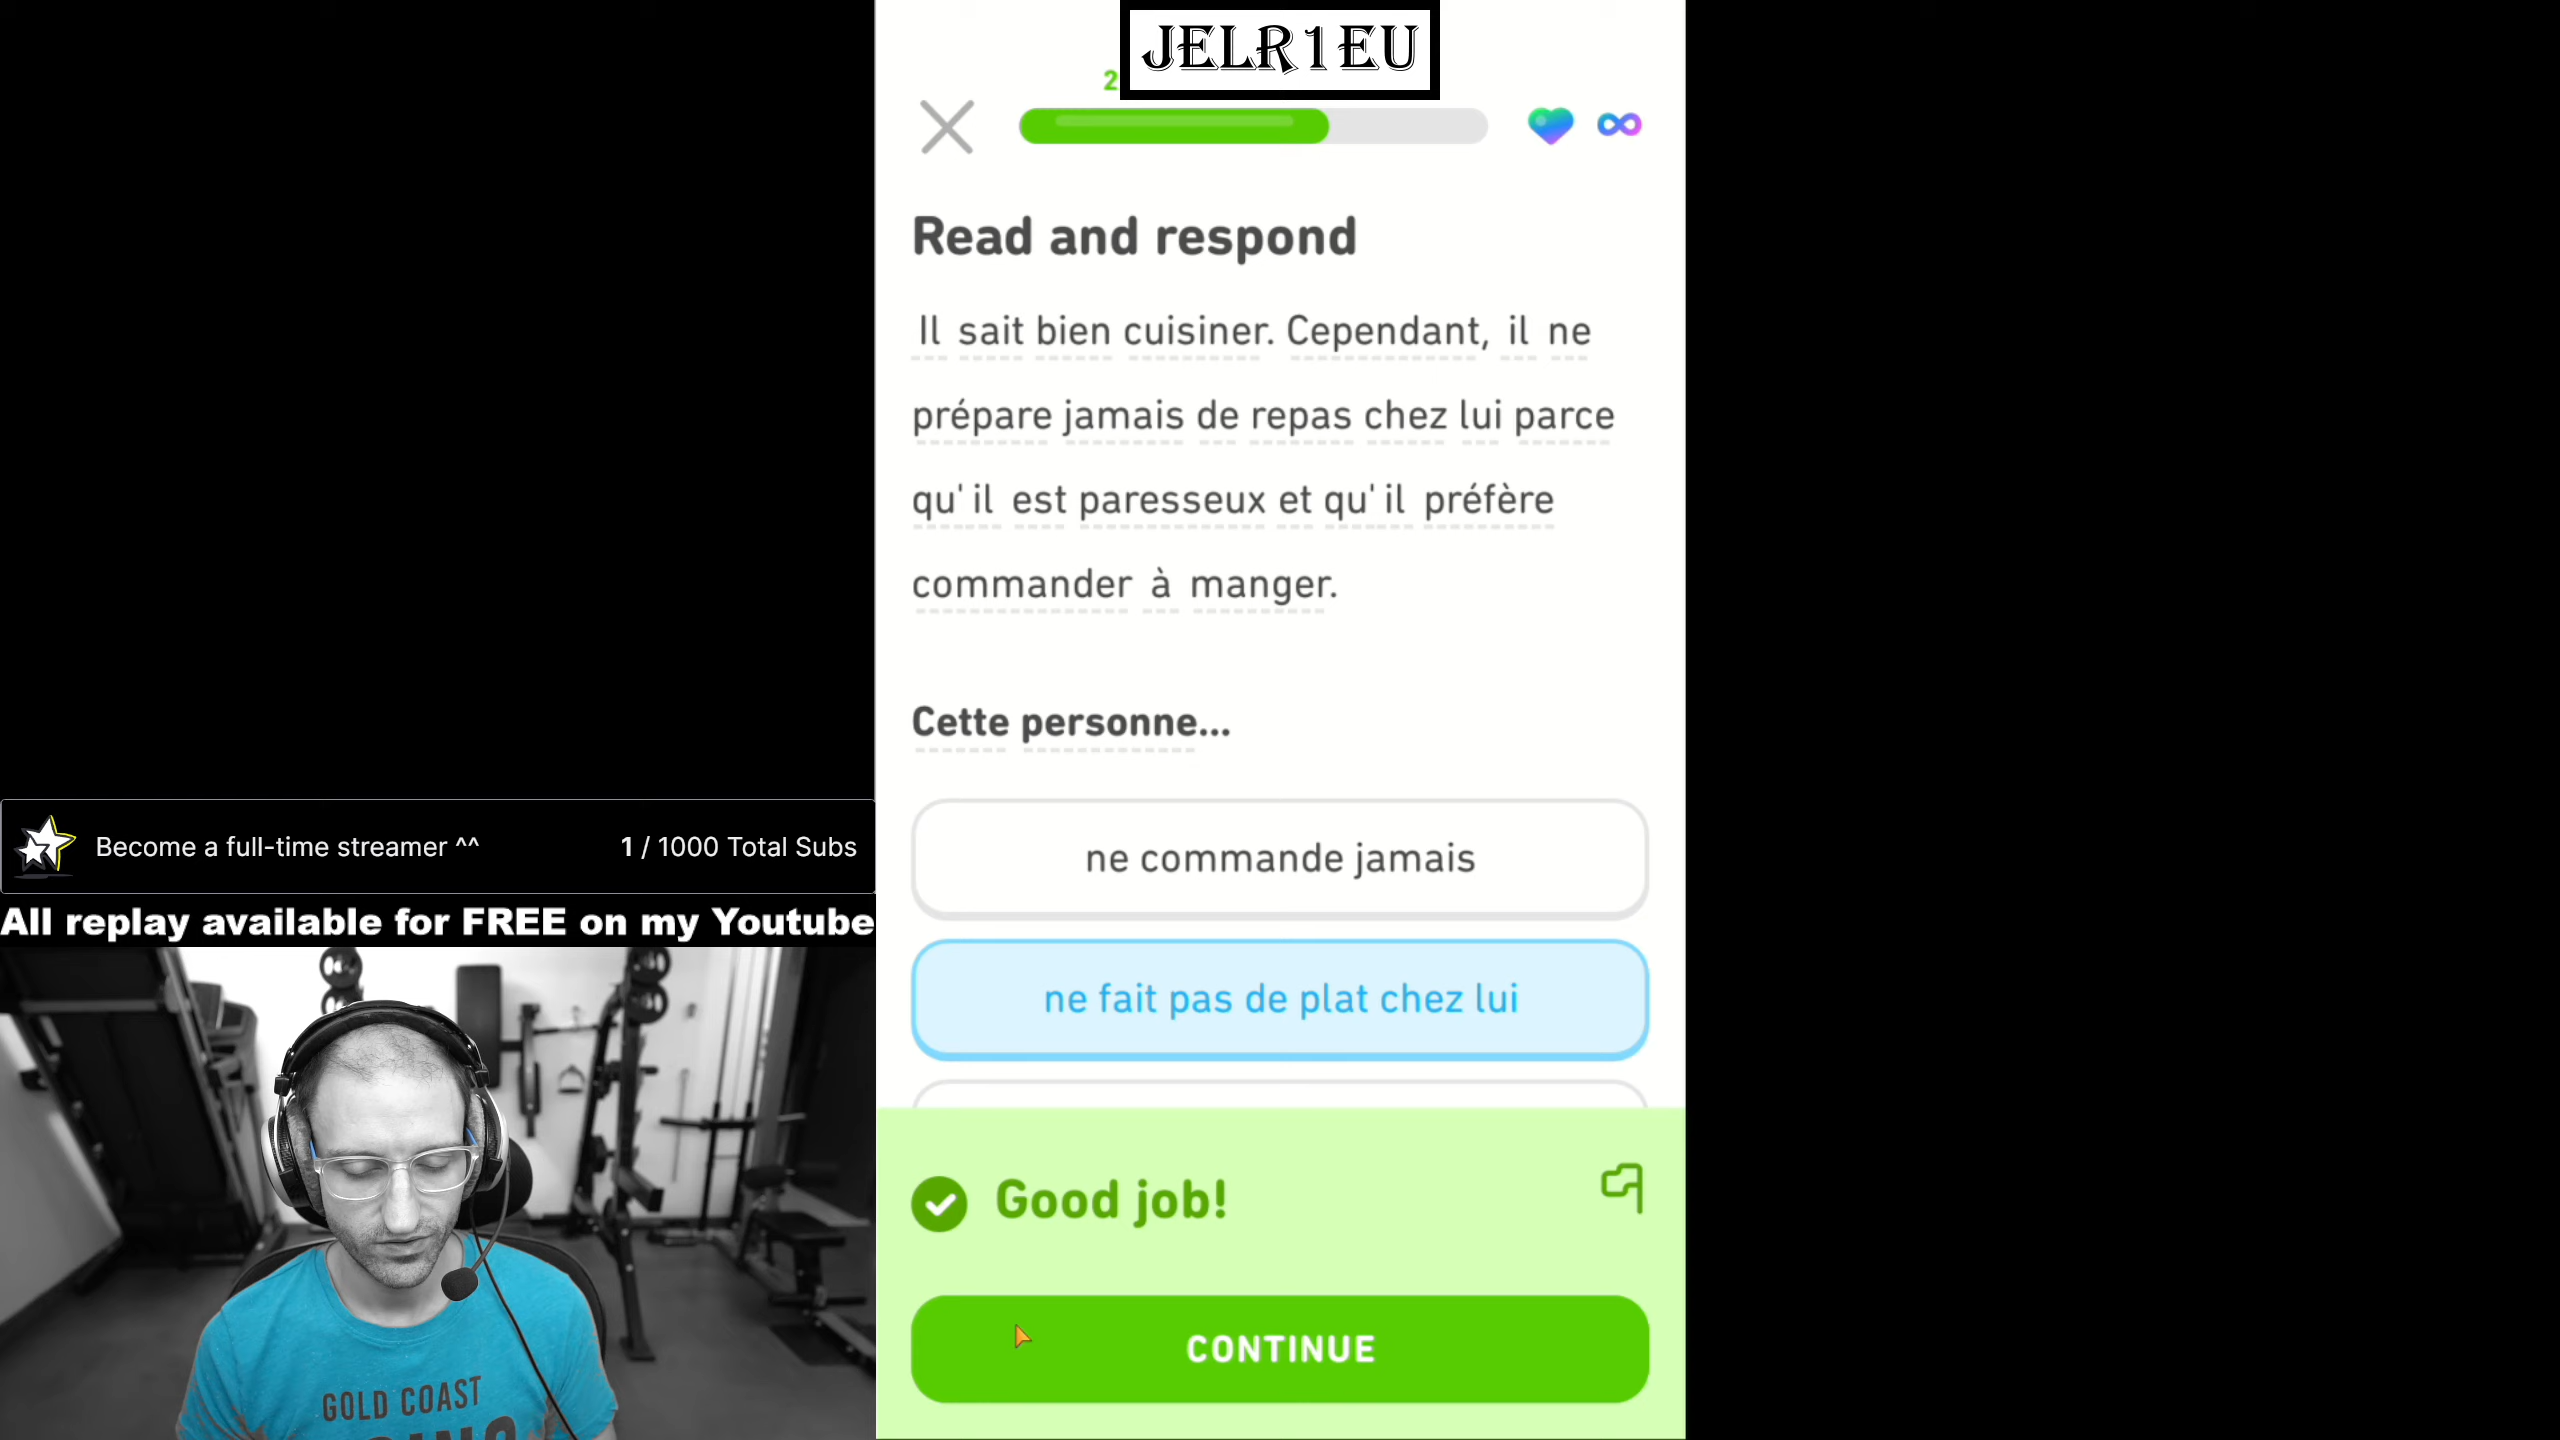 JELR1EU
2
Read and respond
Il sait bien cuisiner. Cependant, il ne
prépare jamais de repas chez lui parce
qu'il est paresseux et qu'il préfère
commander à manger.
Cette personne...
ne commande jamais
ne fait pas de plat chez lui
Good job!
CONTINUE
Become a full-time streamer ^^ 1 / 1000 Total Subs
All replay available for FREE on my Youtube
GOLD COAST